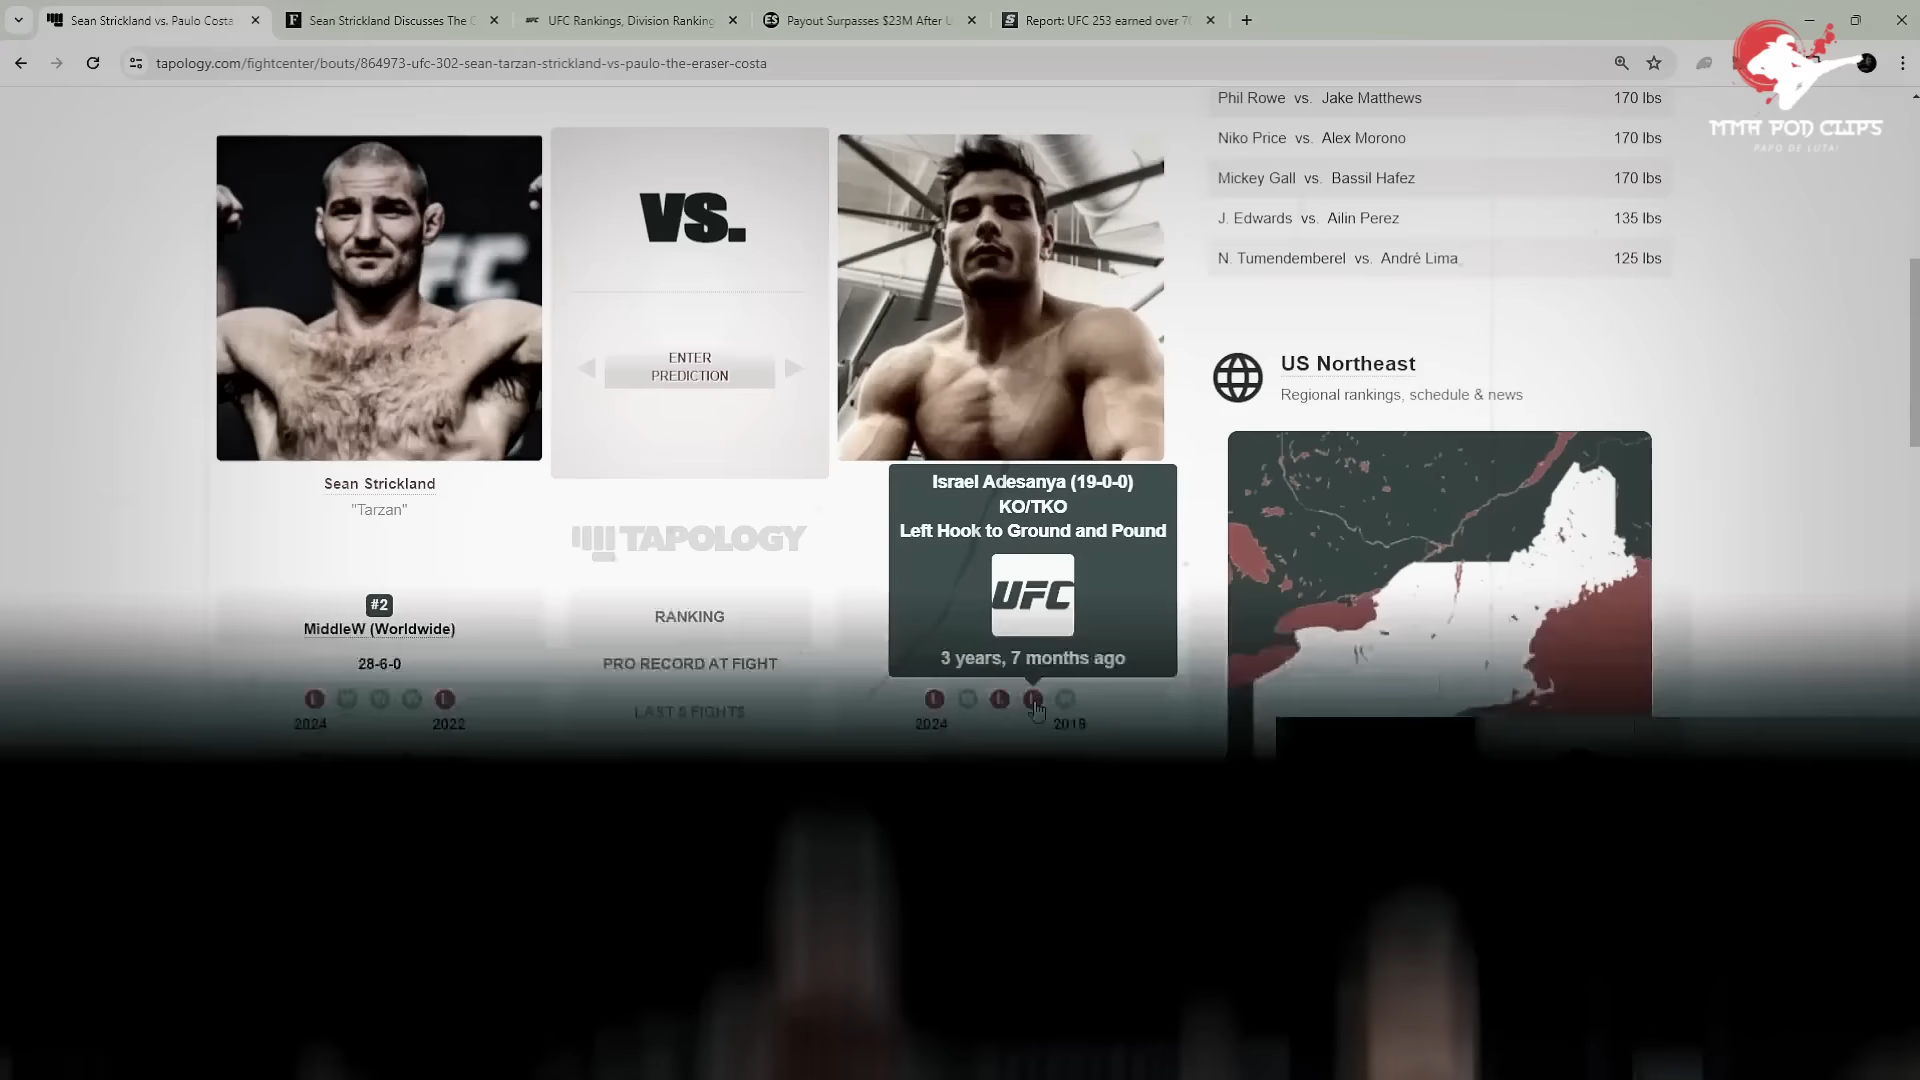 Sean Strickland vs. Paulo Costa
Sean Strickland Discusses The C
UFC Rankings, Division Ranking
ES
Payout Surpasses $23M After U
Report: UFC 253 earned over 70
tapology.com/fightcenter/bouts/864973-ufc-302-sean-tarzan-strickland-vs-paulo-the-eraser-costa
MMA POD CLIPS
PAPO DE LUTA!
Phil Rowe vs. Jake Matthews 170 lbs
Niko Price vs. Alex Morono 170 lbs
Mickey Gall vs. Bassil Hafez 170 lbs
J. Edwards vs. Ailin Perez 135 lbs
N. Tumendemberel vs. André Lima 125 lbs
VS.
ENTER
PREDICTION
US Northeast
Regional rankings, schedule & news
Sean Strickland
"Tarzan"
TAPOLOGY
Israel Adesanya (19-0-0)
KO/TKO
Left Hook to Ground and Pound
UFC
3 years, 7 months ago
#2
MiddleW (Worldwide)
RANKING
28-6-0
PRO RECORD AT FIGHT
L W W W L
LAST 5 FIGHTS
L W L L W
2024 2022
2024 2019